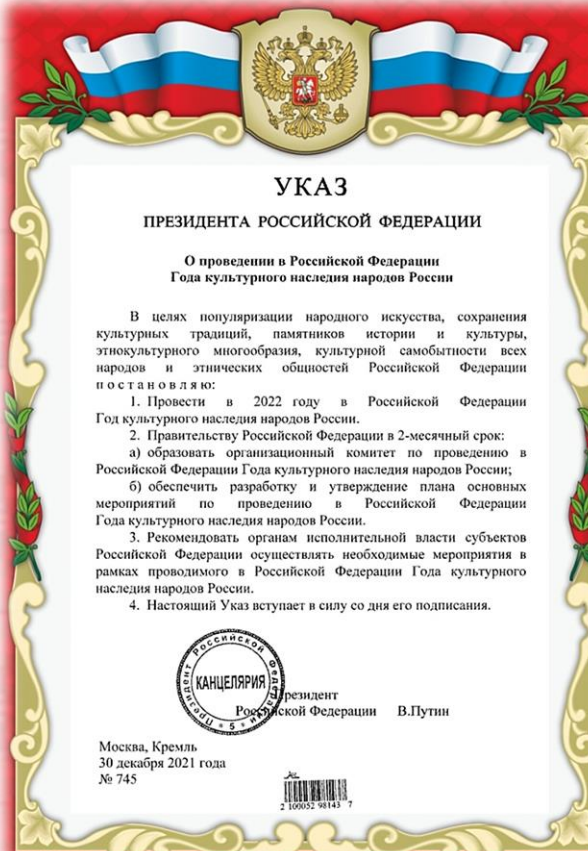 УКАЗ
ПРЕЗИДЕНТА РОССИЙСКОЙ ФЕДЕРАЦИИ
О проведении в Российской Федерации
Года культурного наследия народов России
В целях популяризации народного искусства, сохранения
культурных традиций, памятников истории и культуры,
этнокультурного многообразия, культурной самобытности всех
народов и этнических общностей Российской Федерации
п о с т а н о в л я ю:
1. Провести в 2022 году в Российской Федерации
Год культурного наследия народов России.
2. Правительству Российской Федерации в 2-месячный срок:
а) образовать организационный комитет по проведению в
Российской Федерации Года культурного наследия народов России;
б) обеспечить разработку и утверждение плана основных
мероприятий по проведению в Российской Федерации
Года культурного наследия народов России.
3. Рекомендовать органам исполнительной власти субъектов
Российской Федерации осуществлять необходимые мероприятия в
рамках проводимого в Российской Федерации Года культурного
наследия народов России.
4. Настоящий Указ вступает в силу со дня его подписания.
Президент Российской Федерации
КАНЦЕЛЯРИЯ
* 5 *
Президент
Российской Федерации В.Путин
Москва, Кремль
30 декабря 2021 года
№ 745
2 100052 98143 7